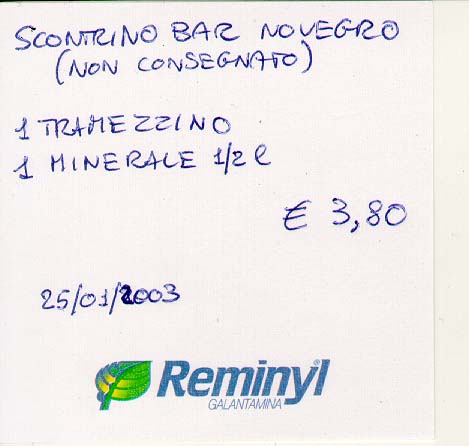 SCONTRINO BAR NOVEGRO
(NON CONSEGNATO)
1 TRAMEZZINO
1 MINERALE 1/2 l
€ 3,80
25/01/2003
Reminyl
GALANTAMINA